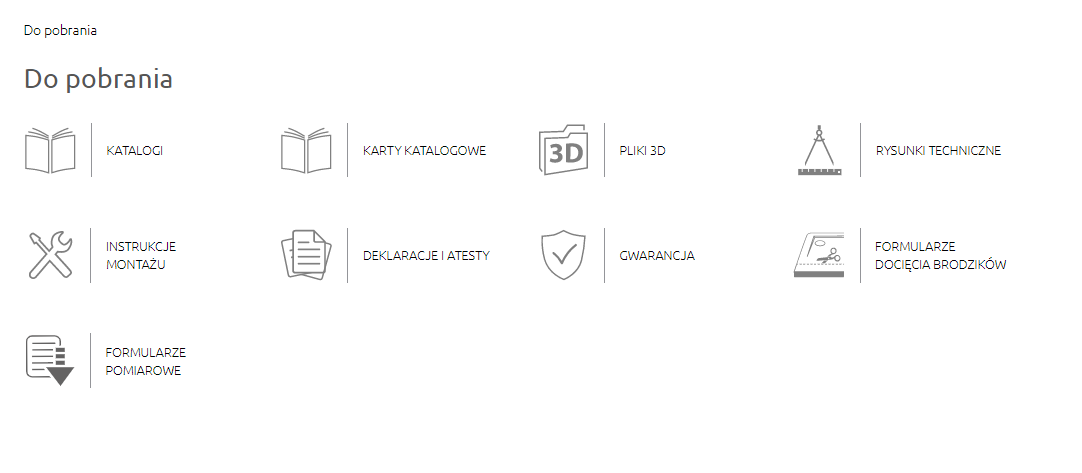 Do pobrania
Do pobrania
KATALOGI
KARTY KATALOGOWE
3D
PLIKI 3D
RYSUNKI TECHNICZNE
INSTRUKCJE
MONTAŻU
DEKLARACJE I ATESTY
GWARANCJA
FORMULARZE
DOCIĘCIA BRODZIKÓW
FORMULARZE
POMIAROWE